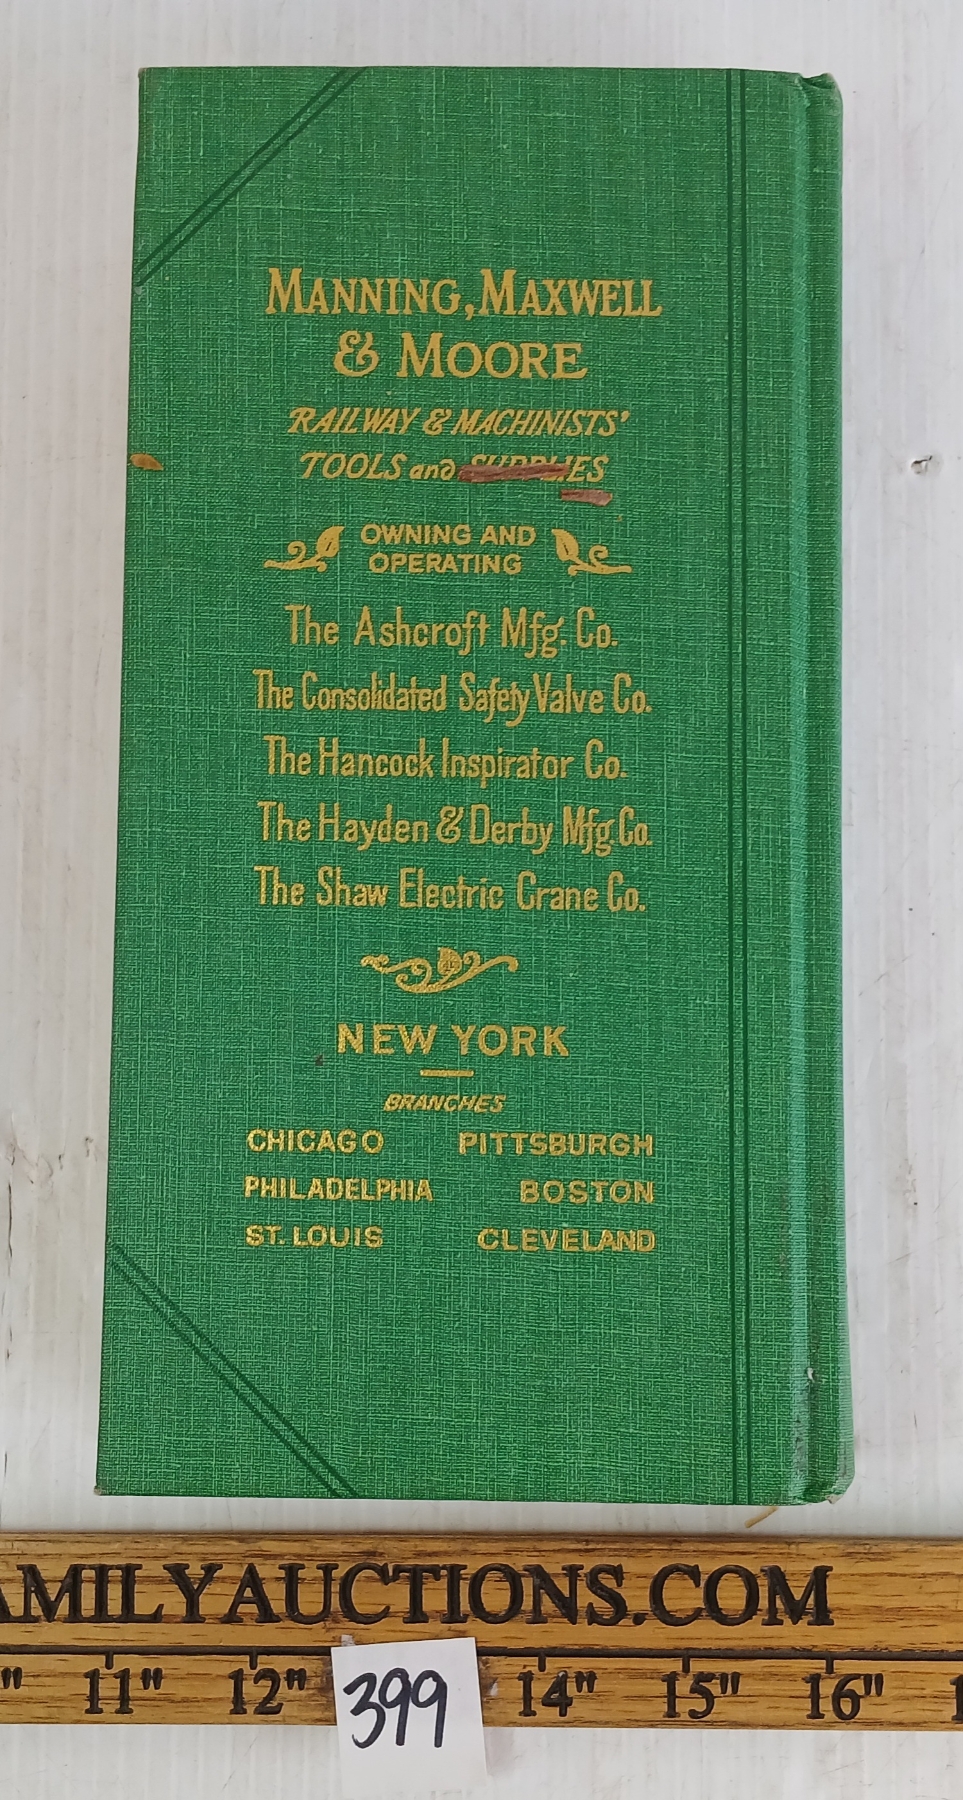 MANNING, MAXWELL
& MOORE
RAILWAY & MACHINISTS'
TOOLS and SUPPLIES
OWNING AND
OPERATING
The Ashcroft Mfg. Co.
The Consolidated Safety Valve Co.
The Hancock Inspirator Co.
The Hayden & Derby Mfg Co.
The Shaw Electric Crane Co.
NEW YORK
BRANCHES
CHICAGO PITTSBURGH
PHILADELPHIA BOSTON
ST. LOUIS CLEVELAND
AMILYAUCTIONS.COM
11" 12" 14" 15" 16"
399